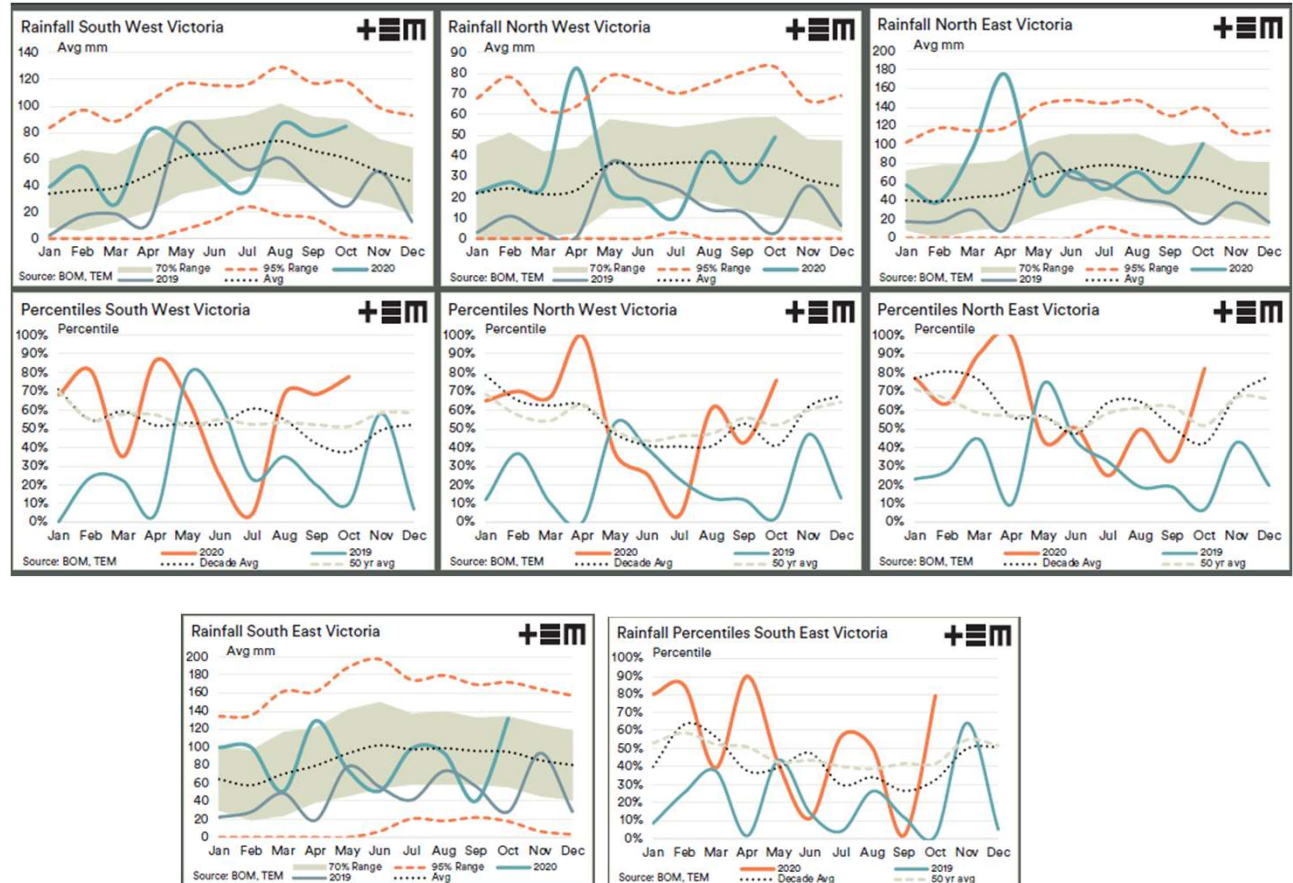 Rainfall South West Victoria
Avg mm
140
120
100
80
60
40
20
0
Jan Feb Mar Apr May Jun Jul Aug Sep Oct Nov Dec
70% Range 95% Range 2020
Source: BOM, TEM 2019 Avg
Rainfall North West Victoria
Avg mm
90
80
70
60
50
40
30
20
10
0
Jan Feb Mar Apr May Jun Jul Aug Sep Oct Nov Dec
70% Range 95% Range 2020
Source: BOM, TEM 2019 Avg
Rainfall North East Victoria
Avg mm
200
180
160
140
120
100
80
60
40
20
0
Jan Feb Mar Apr May Jun Jul Aug Sep Oct Nov Dec
70% Range 95% Range 2020
Source: BOM, TEM 2019 Avg
Percentiles South West Victoria
Percentile
100%
90%
80%
70%
60%
50%
40%
30%
20%
10%
0%
Jan Feb Mar Apr May Jun Jul Aug Sep Oct Nov Dec
2020 2019
Source: BOM, TEM Decade Avg 50 yr avg
Percentiles North West Victoria
Percentile
100%
90%
80%
70%
60%
50%
40%
30%
20%
10%
0%
Jan Feb Mar Apr May Jun Jul Aug Sep Oct Nov Dec
2020 2019
Source: BOM, TEM Decade Avg 50 yr avg
Percentiles North East Victoria
Percentile
100%
90%
80%
70%
60%
50%
40%
30%
20%
10%
0%
Jan Feb Mar Apr May Jun Jul Aug Sep Oct Nov Dec
2020 2019
Source: BOM, TEM Decade Avg 50 yr avg
Rainfall South East Victoria
Avg mm
200
180
160
140
120
100
80
60
40
20
0
Jan Feb Mar Apr May Jun Jul Aug Sep Oct Nov Dec
70% Range 95% Range 2020
Source: BOM, TEM 2019 Avg
Rainfall Percentiles South East Victoria
Percentile
100%
90%
80%
70%
60%
50%
40%
30%
20%
10%
0%
Jan Feb Mar Apr May Jun Jul Aug Sep Oct Nov Dec
2020 2019
Source: BOM, TEM Decade Avg 50 yr avg